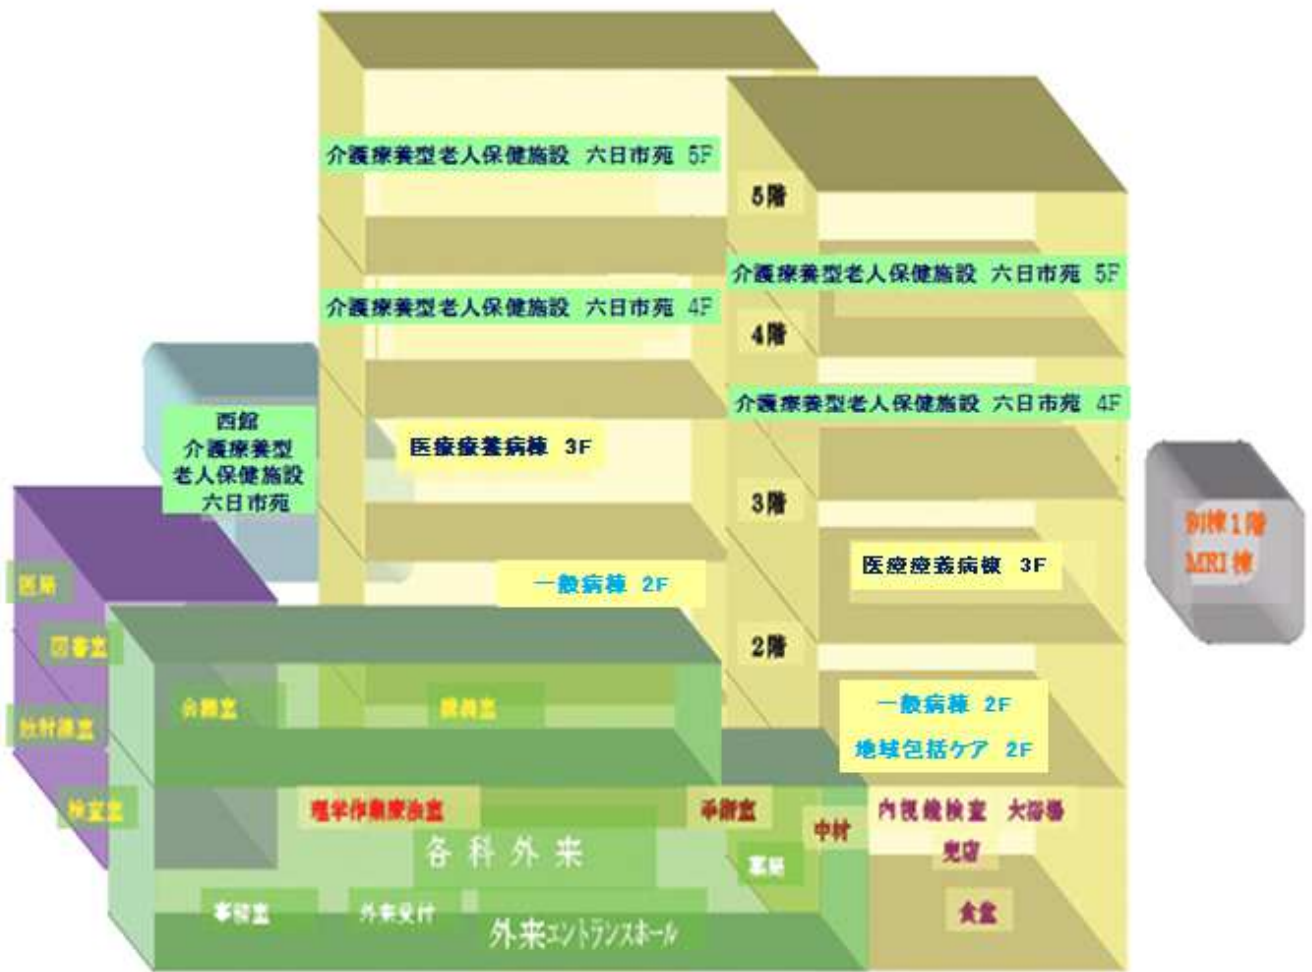 介護療養型老人保健施設 六日市苑 5F
5階
介護療養型老人保健施設 六日市苑 5F
介護療養型老人保健施設 六日市苑 4F
4階
介護療養型老人保健施設 六日市苑 4F
西館
介護療養型
老人保健施設
六日市苑
医療療養病棟 3F
3階
医療療養病棟 3F
別棟1階
MRI棟
一般病棟 2F
医局
図書室
2階
会議室
一般病棟 2F
地域包括ケア 2F
放射線室
検査室
理学作業療法室
手術室
中材
内視鏡検査 大浴場
売店
各科外来
薬局
事務室
外来受付
外来エントランスホール
食堂